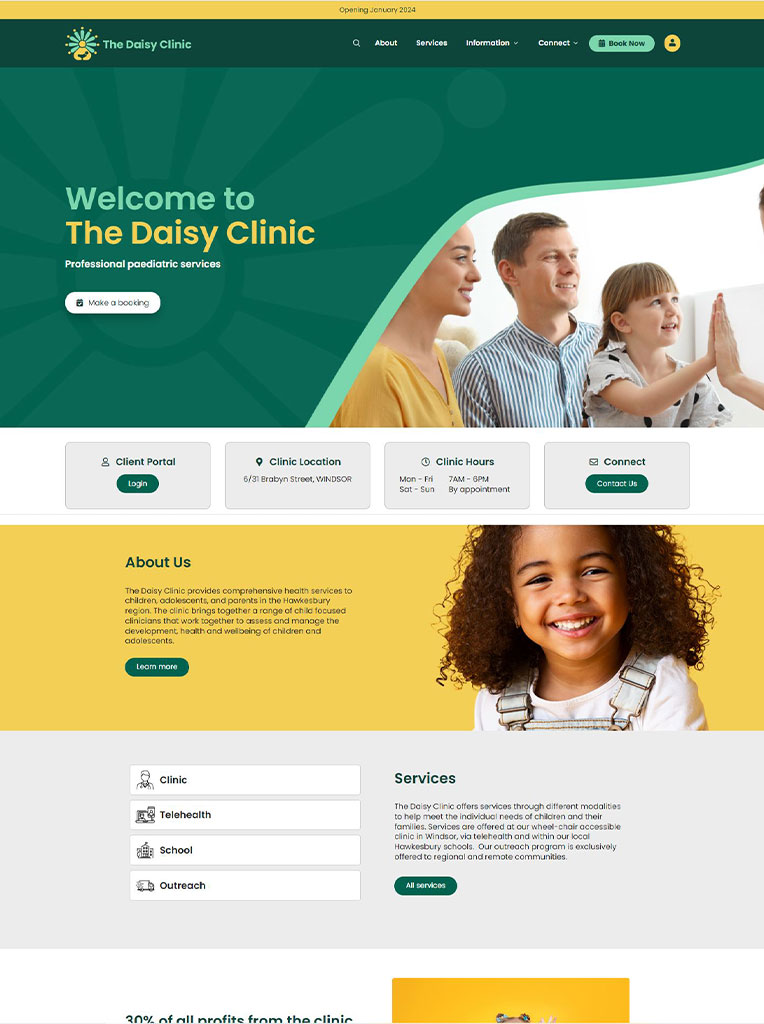 Opening January 2024
The Daisy Clinic
About
Services
Information
Connect
Book Now
Welcome to
The Daisy Clinic
Professional paediatric services
Make a booking
Client Portal
Login
Clinic Location
6/31 Brabyn Street, WINDSOR
Clinic Hours
Mon - Fri 7AM - 6PM
Sat - Sun By appointment
Connect
Contact Us
About Us
The Daisy Clinic provides comprehensive health services to
children, adolescents, and parents in the Hawkesbury
region. The clinic brings together a range of child focused
clinicians that work together to assess and manage the
development, health and wellbeing of children and
adolescents.
Learn more
Clinic
Telehealth
School
Outreach
Services
The Daisy Clinic offers services through different modalities
to help meet the individual needs of children and their
families. Services are offered at our wheel-chair accessible
clinic in Windsor, via telehealth and within our local
Hawkesbury schools. Our outreach program is exclusively
offered to regional and remote communities.
All services
30% of all profits from the clinic